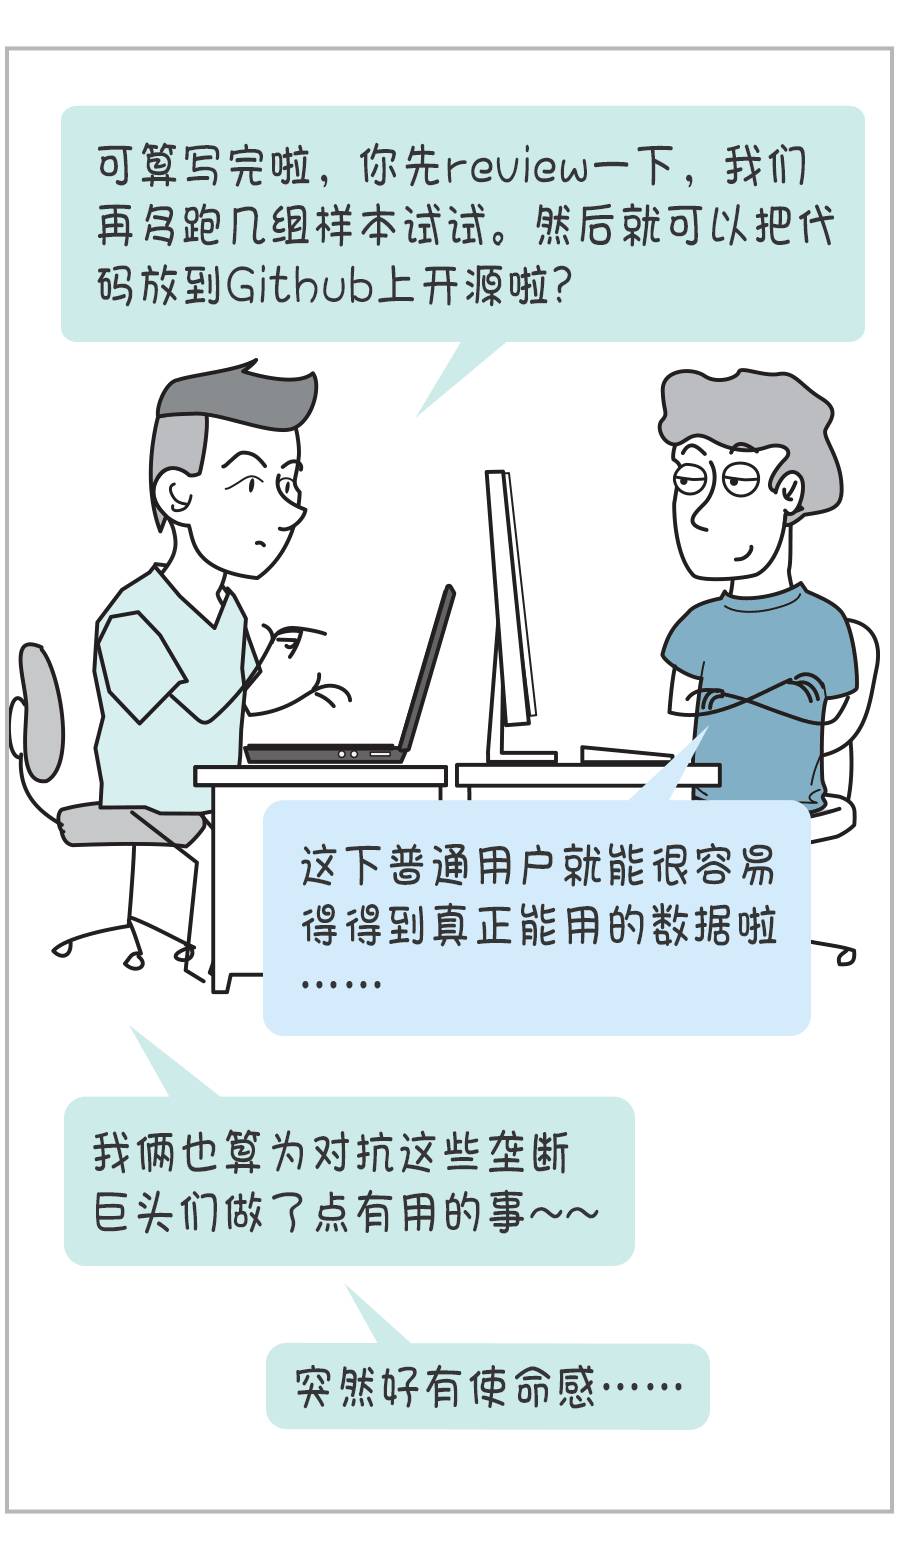 可算写完啦，你先review一下，我们
再多跑几组样本试试。然后就可以把代
码放到Github上开源啦？
这下普通用户就能很容易
得得到真正能用的数据啦
……
我俩也算为对抗这些垄断
巨头们做了点有用的事~~
突然好有使命感……